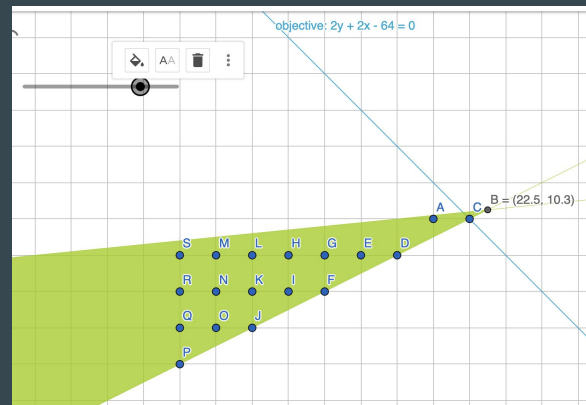 objective: 2y + 2x - 64 = 0
AA
A C B = (22.5, 10.3)
S M L H G E D
R N K I F
Q O J
P